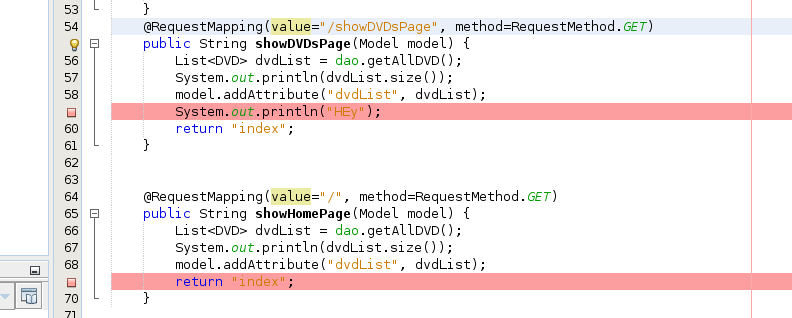 53 }
54 @RequestMapping(value="/showDVDsPage", method=RequestMethod.GET)
public String showDVDsPage(Model model) {
56 List<DVD> dvdList = dao.getAllDVD();
57 System.out.println(dvdList.size());
58 model.addAttribute("dvdList", dvdList);
System.out.println("HEy");
60 return "index";
61 }
62
63
64 @RequestMapping(value="/", method=RequestMethod.GET)
65 public String showHomePage(Model model) {
66 List<DVD> dvdList = dao.getAllDVD();
67 System.out.println(dvdList.size());
68 model.addAttribute("dvdList", dvdList);
return "index";
70 }
71